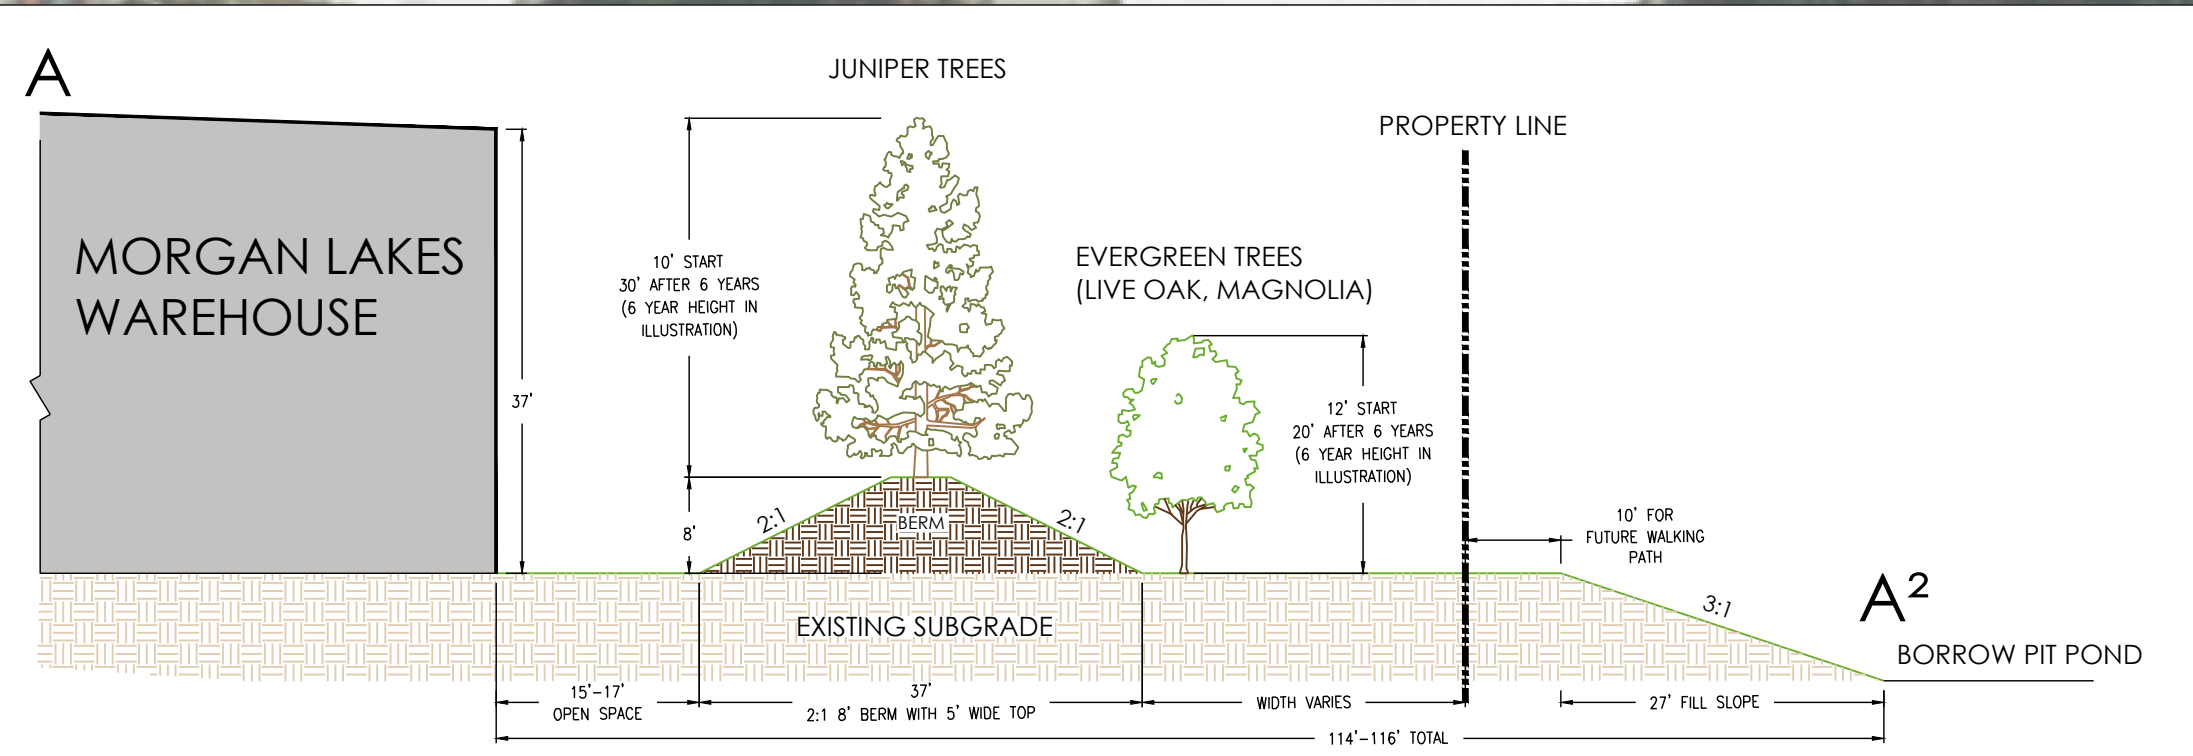 A
JUNIPER TREES
PROPERTY LINE
MORGAN LAKES
WAREHOUSE
10' START
30' AFTER 6 YEARS
(6 YEAR HEIGHT IN
ILLUSTRATION)
EVERGREEN TREES
(LIVE OAK, MAGNOLIA)
37'
12' START
20' AFTER 6 YEARS
(6 YEAR HEIGHT IN
ILLUSTRATION)
8'
2:1
BERM
2:1
10' FOR
FUTURE WALKING
PATH
A²
3:1
EXISTING SUBGRADE
BORROW PIT POND
15'-17'
OPEN SPACE
37'
2:1 8' BERM WITH 5' WIDE TOP
WIDTH VARIES
27' FILL SLOPE
114'-116' TOTAL